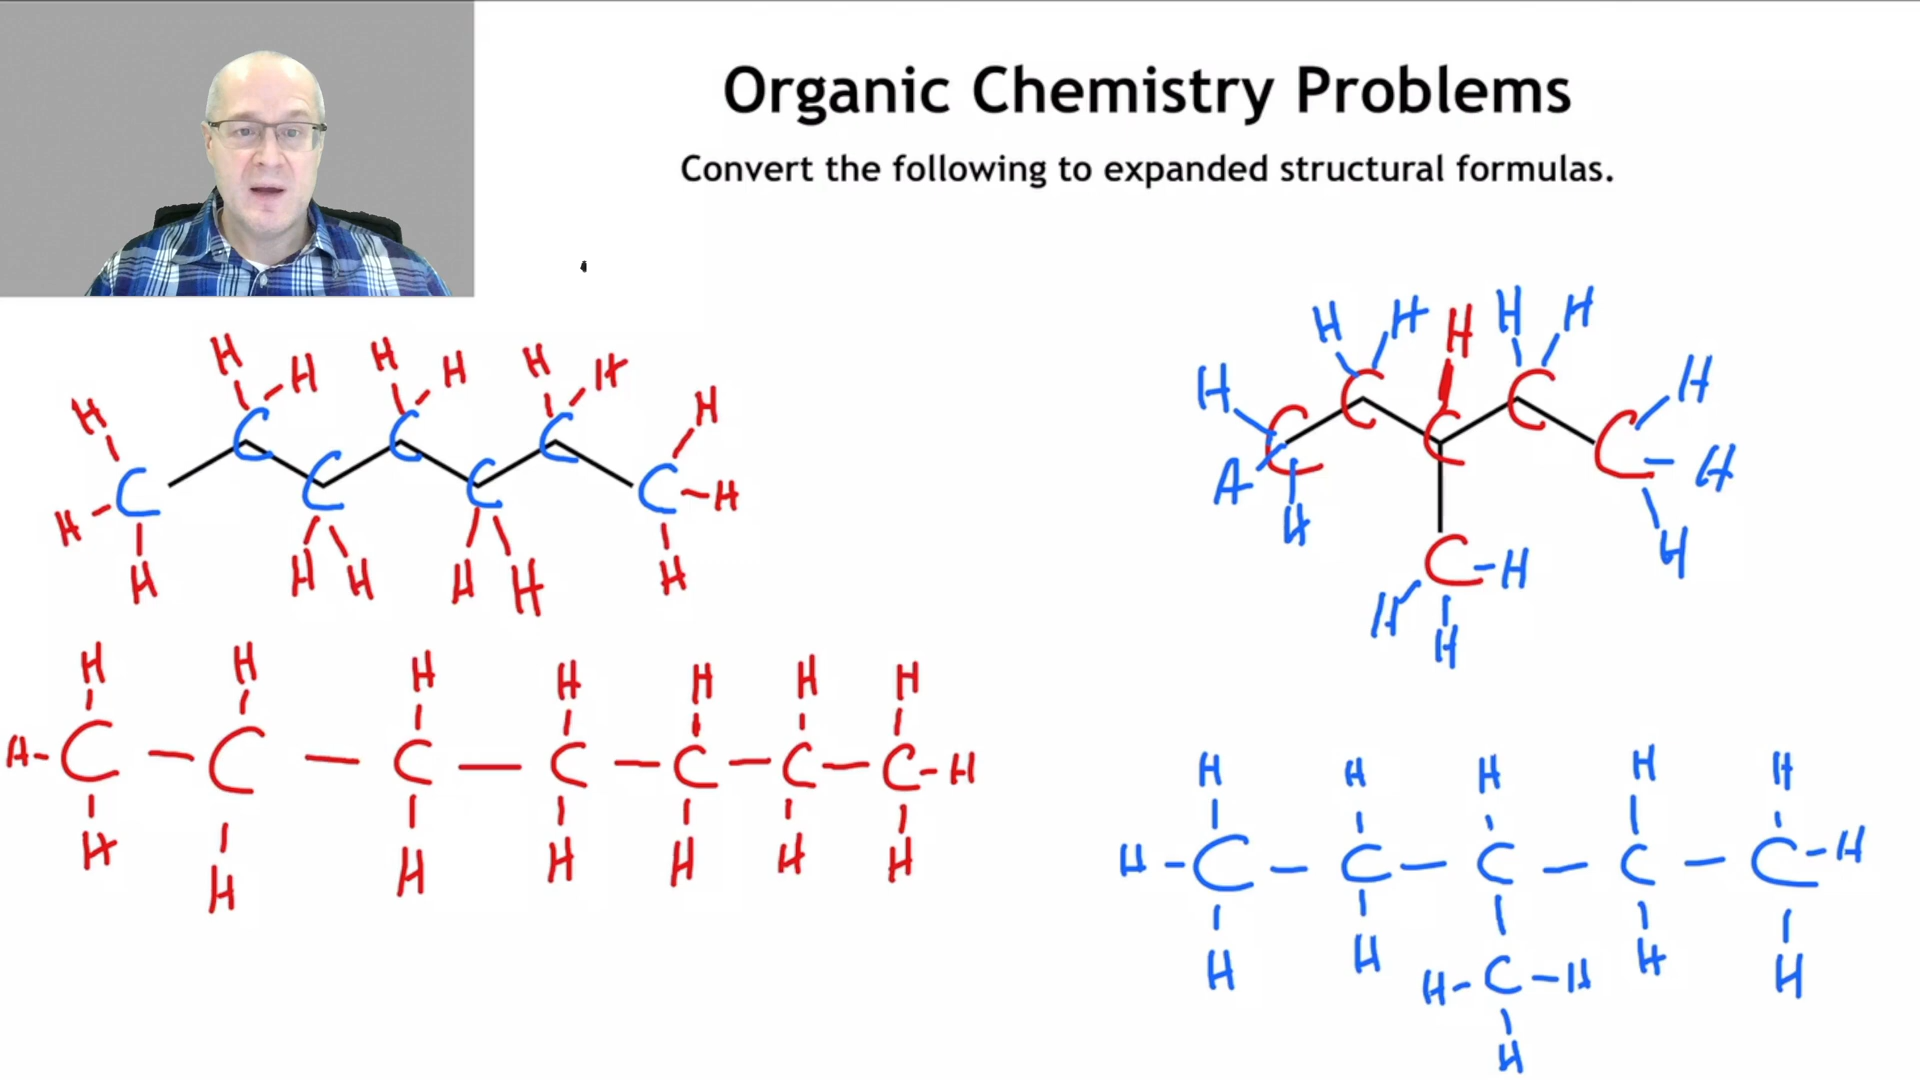 Organic Chemistry Problems
Convert the following to expanded structural formulas.
H H H H H H
H H
C C C
C C C C
H H
H H H H H H
H H H H H H H
H C C C C C C C H
H H H H H H H
H H H H H
H H
C C C
C C C
H H
H H
C H
H H
H H H H H
H C C C C C H
H H H H
H C H
H